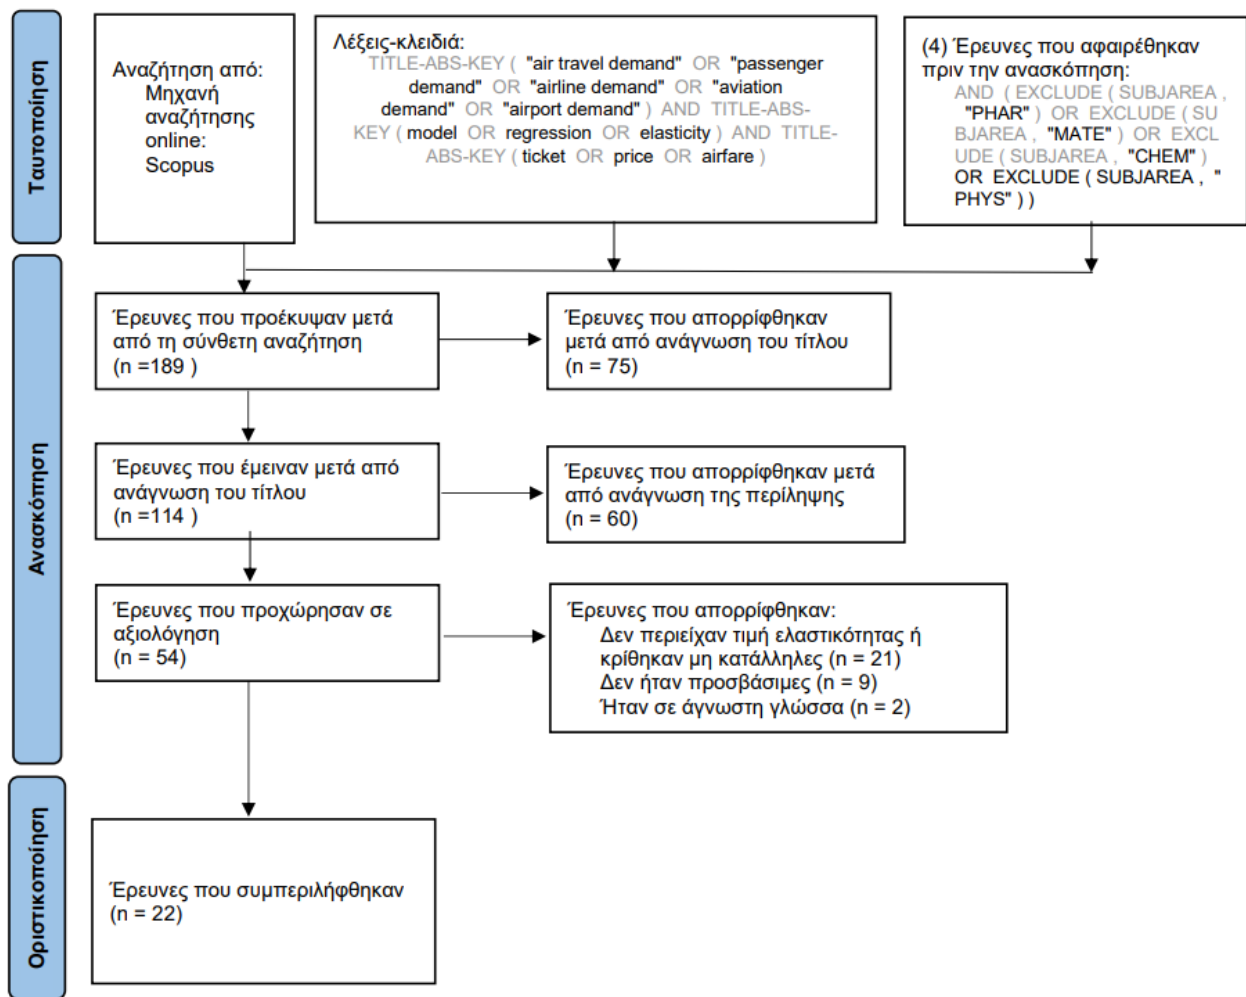 Ταυτοποίηση
Αναζήτηση από:
Μηχανή
αναζήτησης
online:
Scopus
Λέξεις-κλειδιά:
TITLE-ABS-KEY ( "air travel demand" OR "passenger
demand" OR "airline demand" OR "aviation
demand" OR "airport demand" ) AND TITLE-ABS-
KEY ( model OR regression OR elasticity ) AND TITLE-
ABS-KEY ( ticket OR price OR airfare )
(4) Έρευνες που αφαιρέθηκαν
πριν την ανασκόπηση:
AND ( EXCLUDE ( SUBJAREA ,
"PHAR" ) OR EXCLUDE ( SU
BJAREA , "MATE" ) OR EXCL
UDE ( SUBJAREA , "CHEM" )
OR EXCLUDE ( SUBJAREA , "
PHYS" ) )
Ανασκόπηση
Έρευνες που προέκυψαν μετά
από τη σύνθετη αναζήτηση
(n =189 )
Έρευνες που απορρίφθηκαν
μετά από ανάγνωση του τίτλου
(n = 75)
Έρευνες που έμειναν μετά από
ανάγνωση του τίτλου
(n =114 )
Έρευνες που απορρίφθηκαν μετά
από ανάγνωση της περίληψης
(n = 60)
Έρευνες που προχώρησαν σε
αξιολόγηση
(n = 54)
Έρευνες που απορρίφθηκαν:
Δεν περιείχαν τιμή ελαστικότητας ή
κρίθηκαν μη κατάλληλες (n = 21)
Δεν ήταν προσβάσιμες (n = 9)
Ήταν σε άγνωστη γλώσσα (n = 2)
Οριστικοποίηση
Έρευνες που συμπεριλήφθηκαν
(n = 22)